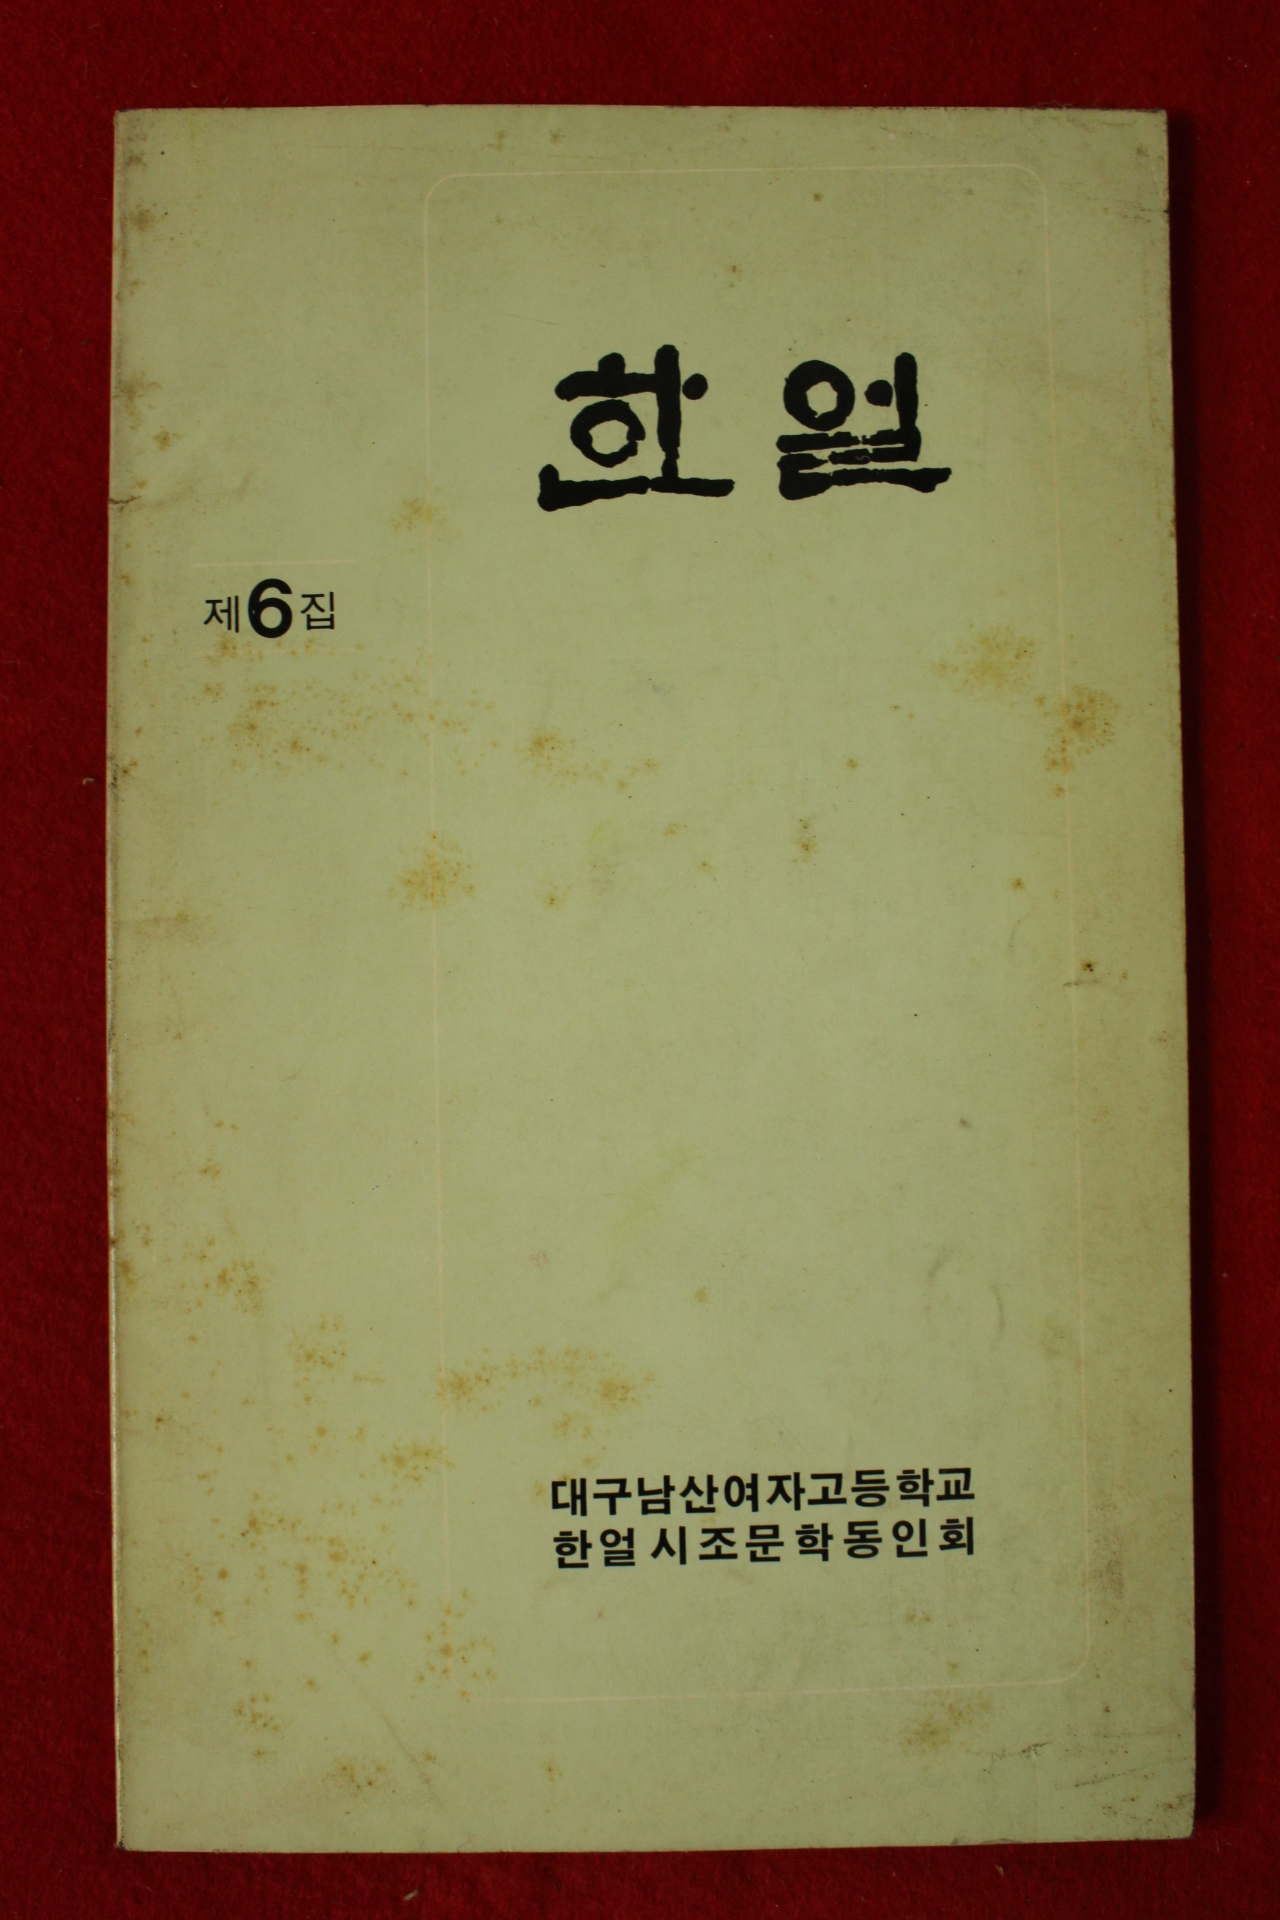 한얼
제6집
대구남산여자고등학교
한얼시조문학동인회